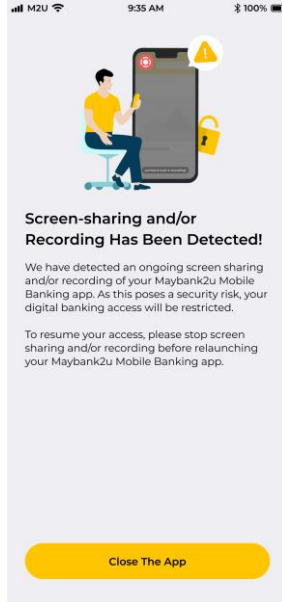 M2U 9:35 AM 100%
Screen-sharing and/or
Recording Has Been Detected!
We have detected an ongoing screen sharing
and/or recording of your Maybank2u Mobile
Banking app. As this poses a security risk, your
digital banking access will be restricted.
To resume your access, please stop screen
sharing and/or recording before relaunching
your Maybank2u Mobile Banking app.
Close The App